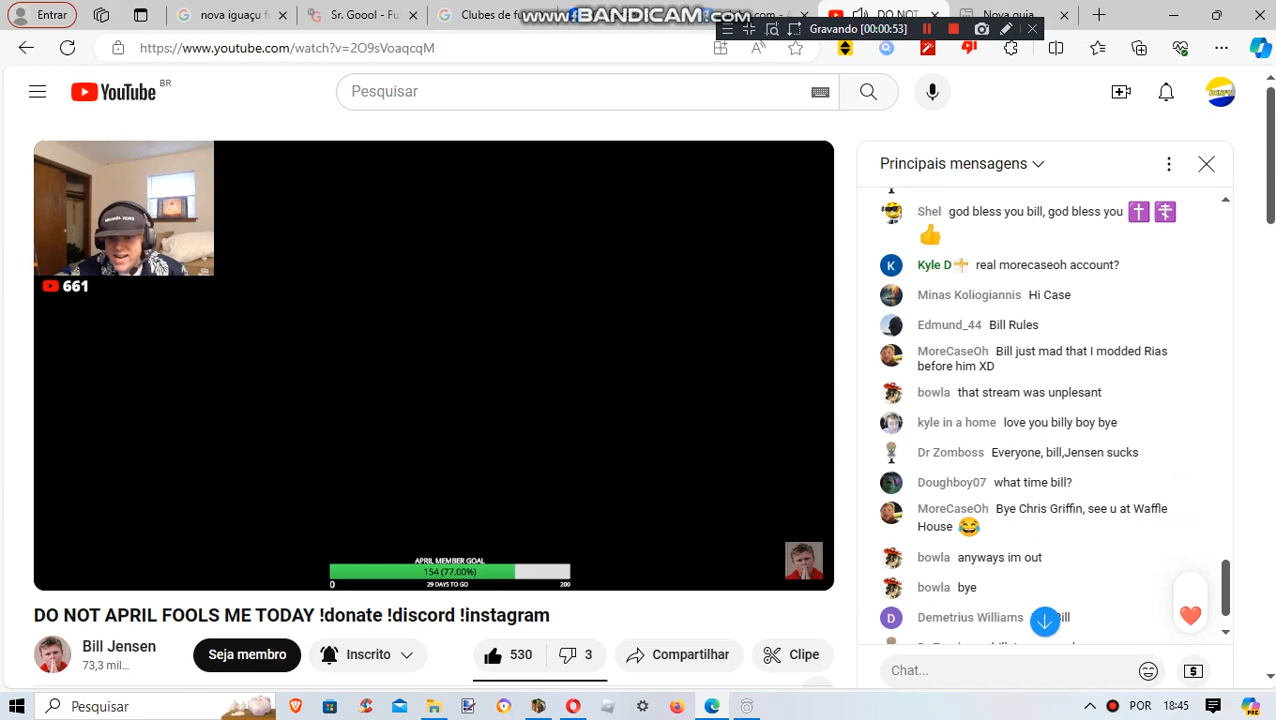 www.BANDICAM.com
nova iguaçu f
Sr. Good n
Clubes de
Nova guia
Gravando [00:00:53]
https://www.youtube.com/watch?v=2O9sVoaqcqM
YouTube BR
Pesquisar
MICHAEL KORS
661
APRIL MEMBER GOAL
154 (77.00%)
0 29 DAYS TO GO 200
DO NOT APRIL FOOLS ME TODAY !donate !discord !instagram
Bill Jensen
73,3 mil...
Seja membro
Inscrito
530
3
Compartilhar
Clipe
Principais mensagens
Shel god bless you bill, god bless you
Kyle D real morecaseoh account?
Minas Koliogiannis Hi Case
Edmund_44 Bill Rules
MoreCaseOh Bill just mad that I modded Rias
before him XD
bowla that stream was unplesant
kyle in a home love you billy boy bye
Dr Zomboss Everyone, bill,Jensen sucks
Doughboy07 what time bill?
MoreCaseOh Bye Chris Griffin, see u at Waffle
House
bowla anyways im out
bowla bye
Demetrius Williams Bill
Chat...
Pesquisar
POR 18:45
PRE